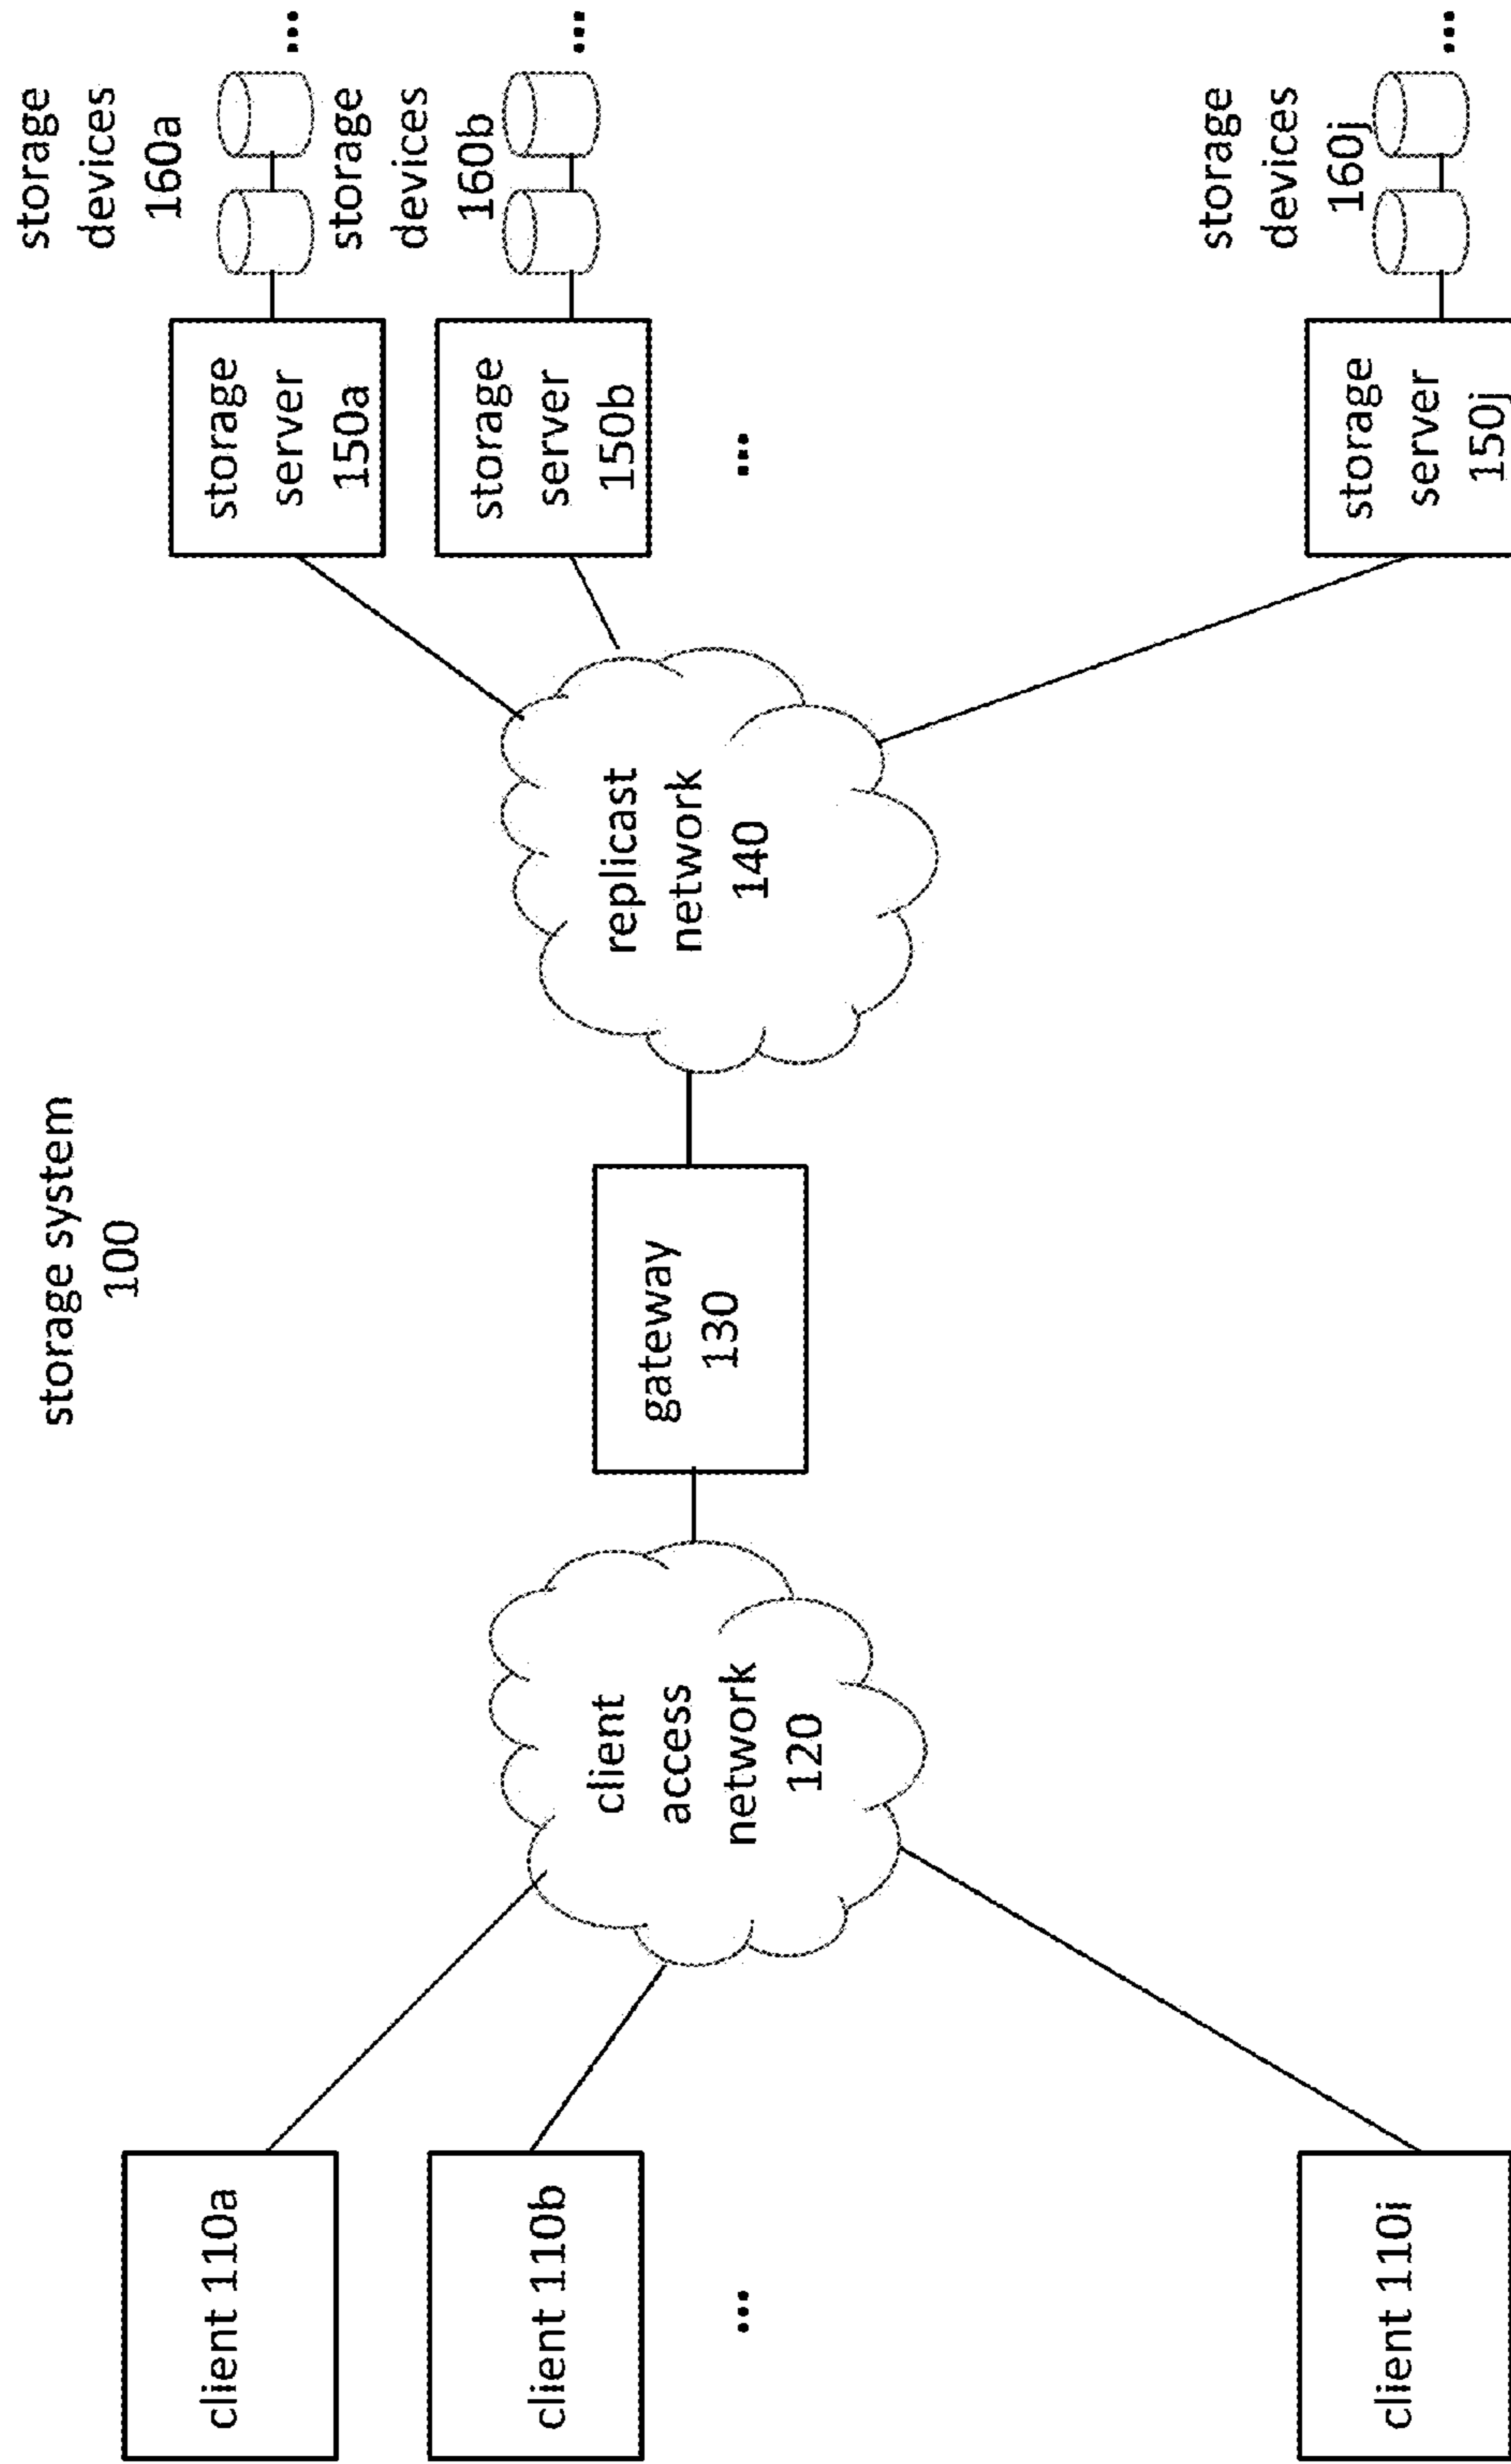 storage system
100
client 110a
client 110b
...
client 110i
client
access
network
120
gateway
130
replicast
network
140
storage
server
150a
storage
server
150b
...
storage
server
150j
storage
devices
160a
...
storage
devices
160b
...
storage
devices
160j
...